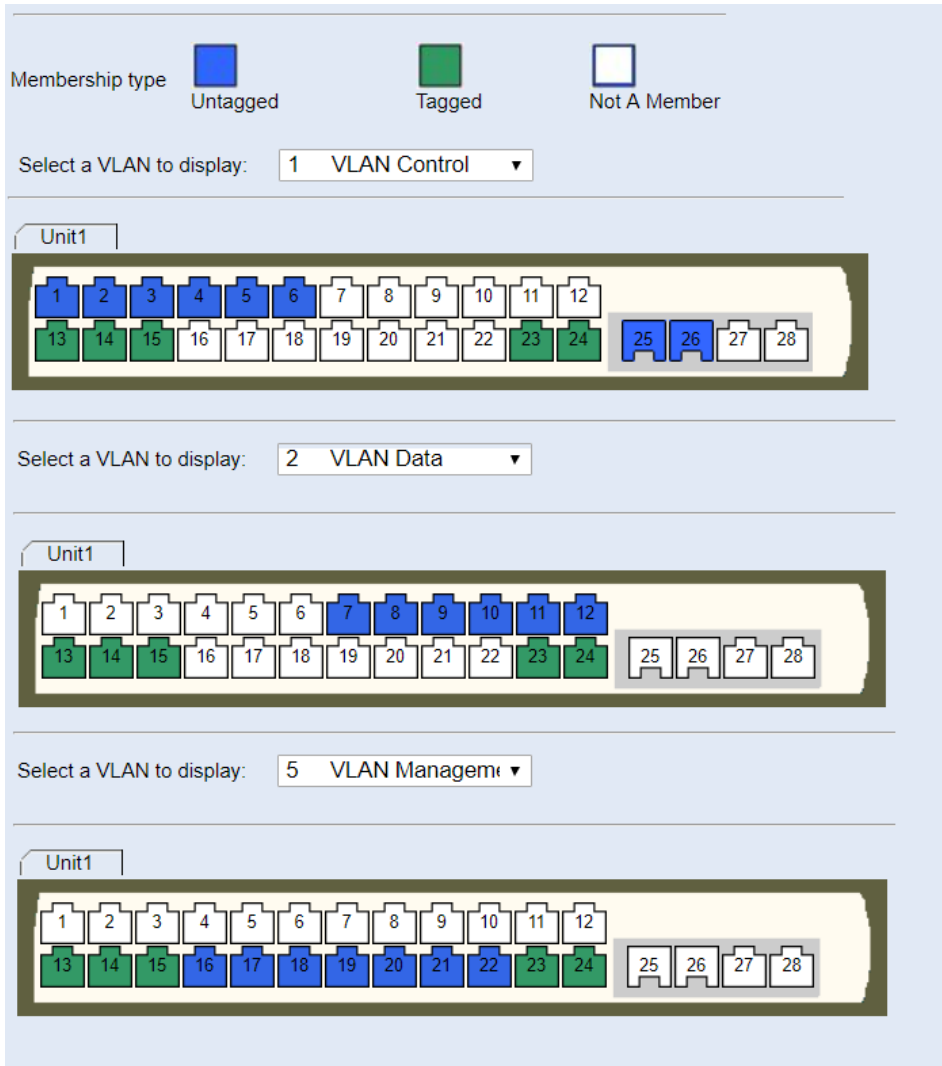 Membership type
Untagged Tagged Not A Member
Select a VLAN to display: 1 VLAN Control
Unit1
1 2 3 4 5 6 7 8 9 10 11 12
13 14 15 16 17 18 19 20 21 22 23 24 25 26 27 28
Select a VLAN to display: 2 VLAN Data
Unit1
1 2 3 4 5 6 7 8 9 10 11 12
13 14 15 16 17 18 19 20 21 22 23 24 25 26 27 28
Select a VLAN to display: 5 VLAN Manageme
Unit1
1 2 3 4 5 6 7 8 9 10 11 12
13 14 15 16 17 18 19 20 21 22 23 24 25 26 27 28